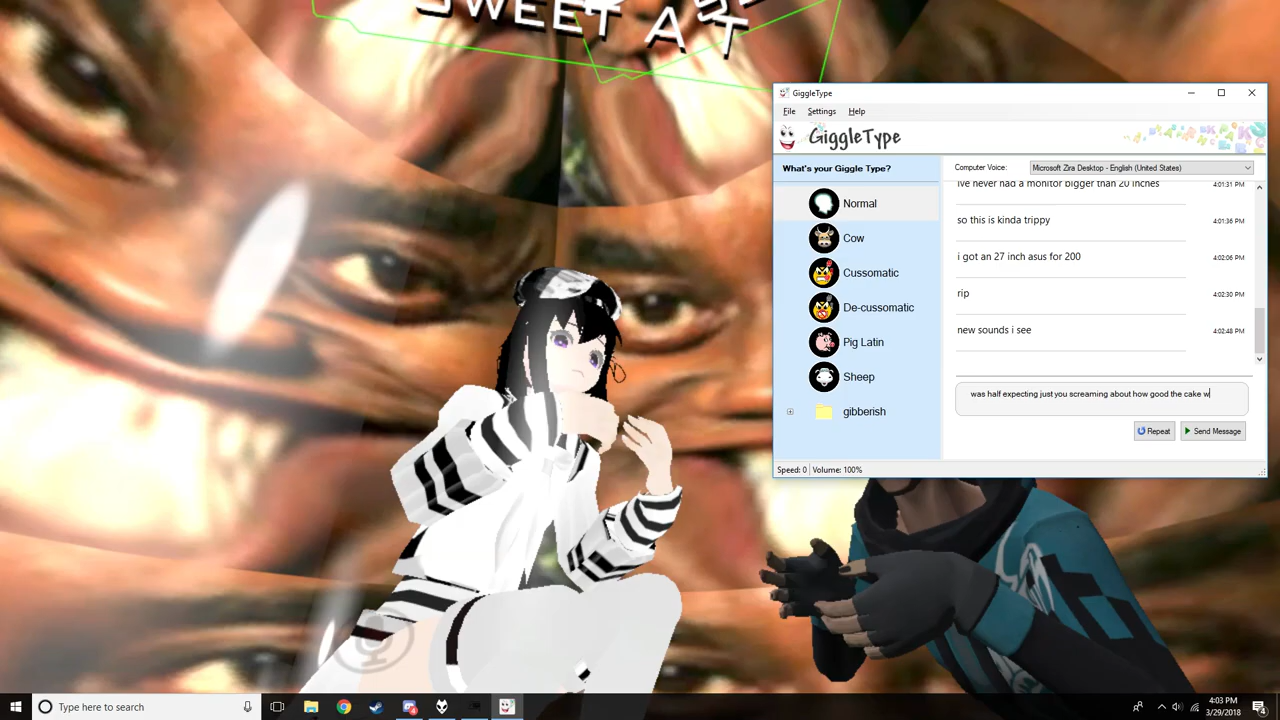 SWEET A T
GiggleType
File Settings Help
GiggleType
What's your Giggle Type?
Computer Voice: Microsoft Zira Desktop - English (United States)
ive never had a monitor bigger than 20 inches 4:01:31 PM
Normal
so this is kinda trippy 4:01:36 PM
Cow
i got an 27 inch asus for 200 4:02:06 PM
Cussomatic
rip 4:02:30 PM
De-cussomatic
new sounds i see 4:02:48 PM
Pig Latin
Sheep
was half expecting just you screaming about how good the cake w
gibberish
Repeat Send Message
Speed: 0 Volume: 100%
Type here to search
4:03 PM
3/29/2018
4